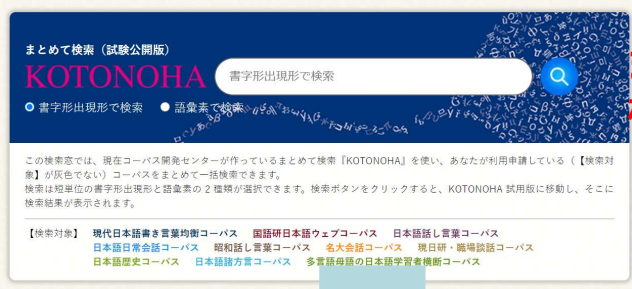 まとめて検索（試験公開版）
KOTONOHA
書字形出現形で検索
書字形出現形で検索 語彙素で検索
この検索窓では、現在コーパス開発センターが作っているまとめて検索『KOTONOHA』を使い、あなたが利用申請している（【検索対
象】が灰色でない）コーパスをまとめて一括検索できます。
検索は短単位の書字形出現形と語彙素の 2 種類が選択できます。検索ボタンをクリックすると、KOTONOHA 試用版に移動し、そこに
検索結果が表示されます。
【検索対象】 現代日本語書き言葉均衡コーパス 国語研日本語ウェブコーパス 日本語話し言葉コーパス
日本語日常会話コーパス 昭和話し言葉コーパス 名大会話コーパス 現日研・職場談話コーパス
日本語歴史コーパス 日本語諸方言コーパス 多言語母語の日本語学習者横断コーパス